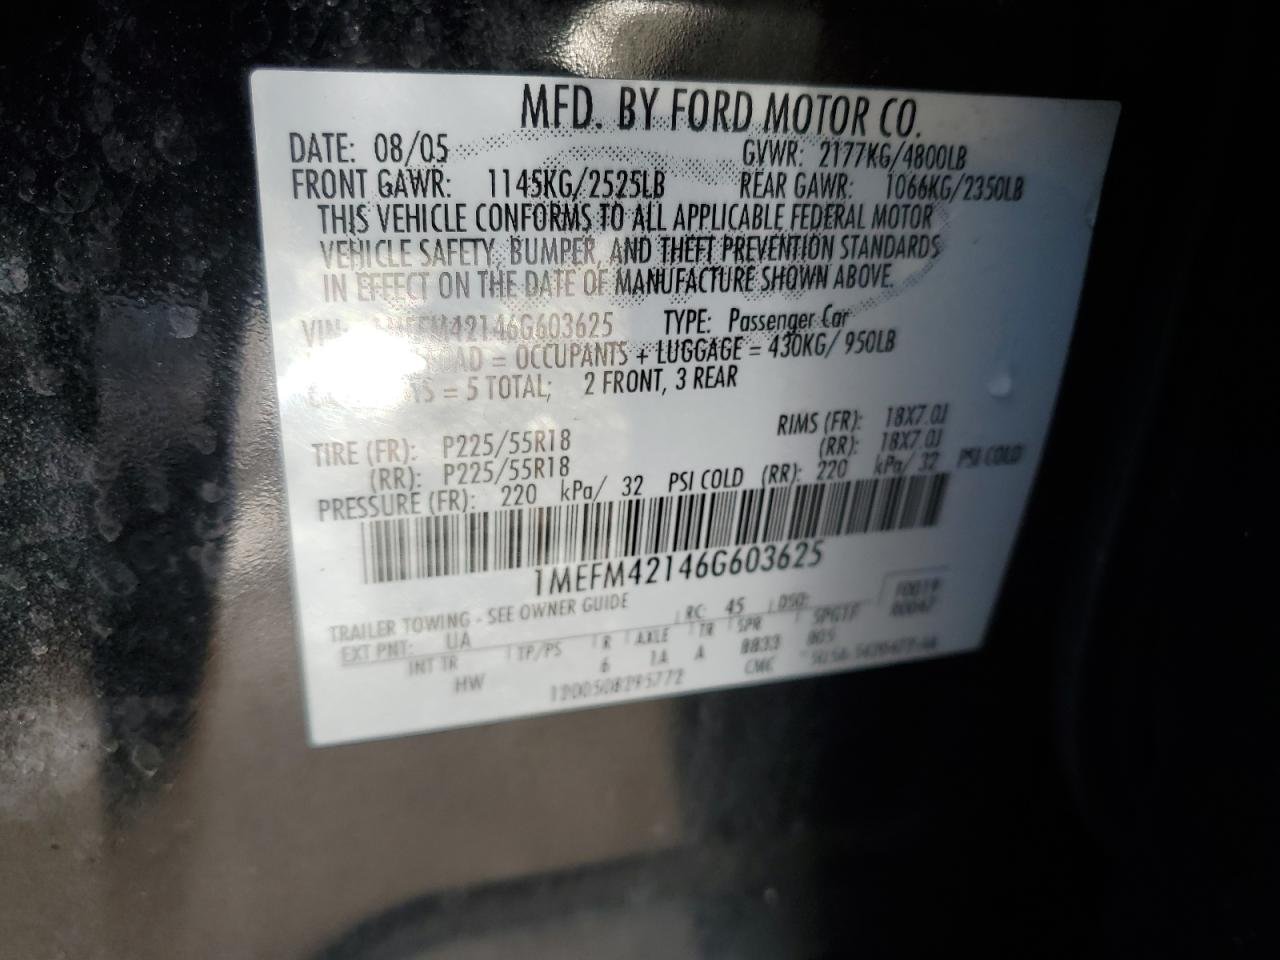 MFD. BY FORD MOTOR CO.
DATE: 08/05 GVWR: 2177KG/4800LB
FRONT GAWR: 1145KG/2525LB REAR GAWR: 1066KG/2350LB
THIS VEHICLE CONFORMS TO ALL APPLICABLE FEDERAL MOTOR
VEHICLE SAFETY, BUMPER, AND THEFT PREVENTION STANDARDS
IN EFFECT ON THE DATE OF MANUFACTURE SHOWN ABOVE.
VIN: 1MEFM42146G603625 TYPE: Passenger Car
= OCCUPANTS + LUGGAGE = 430KG/ 950LB
= 5 TOTAL; 2 FRONT, 3 REAR
TIRE (FR): P225/55R18 RIMS (FR): 18X7.0J
(RR): P225/55R18 (RR): 18X7.0J
PRESSURE (FR): 220 kPa/ 32 PSI COLD (RR): 220 kPa/ 32 PSI COLD
1MEFM42146G603625
TRAILER TOWING - SEE OWNER GUIDE RC: 45 DSO:
EXT PNT: UA
INT TR TP/PS R AXLE TR SPR
HW 6 1A A BB33
1200508295772 CMC